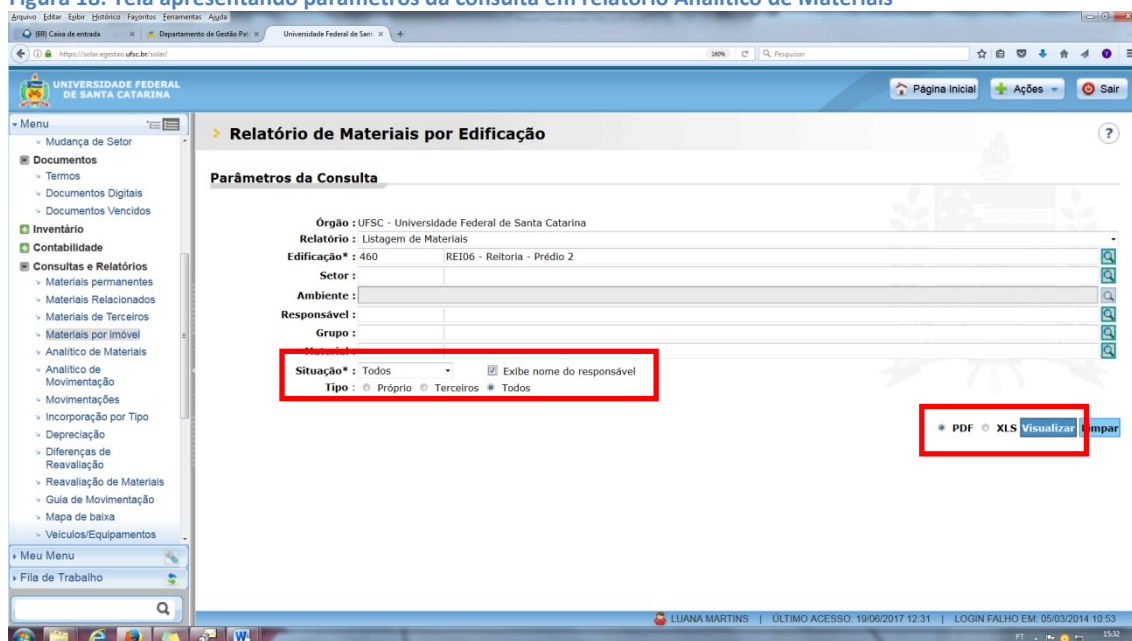 Figura 18: Tela apresentando parâmetros da consulta em relatório Analítico de Materiais
Arquivo Editar Exibir Histórico Favoritos Ferramentas Ajuda
(69) Caixa de entrada × Departamento de Gestão Pat × Universidade Federal de Sant × +
https://solar.egestao.ufsc.br/solar/ 160% Pesquisar
UNIVERSIDADE FEDERAL
DE SANTA CATARINA
Página Inicial Ações Sair
Menu
Mudança de Setor
Documentos
Termos
Documentos Digitais
Documentos Vencidos
Inventário
Contabilidade
Consultas e Relatórios
Materiais permanentes
Materiais Relacionados
Materiais de Terceiros
Materiais por imóvel
Analítico de Materiais
Analítico de
Movimentação
Movimentações
Incorporação por Tipo
Depreciação
Diferenças de
Reavaliação
Reavaliação de Materiais
Guia de Movimentação
Mapa de baixa
Veículos/Equipamentos
Meu Menu
Fila de Trabalho
Relatório de Materiais por Edificação ?
Parâmetros da Consulta
Órgão : UFSC - Universidade Federal de Santa Catarina
Relatório : Listagem de Materiais
Edificação* : 460 REI06 - Reitoria - Prédio 2
Setor :
Ambiente :
Responsável :
Grupo :
Material :
Situação* : Todos Exibe nome do responsável
Tipo : Próprio Terceiros Todos
PDF XLS Visualizar Limpar
LUANA MARTINS | ÚLTIMO ACESSO: 19/06/2017 12:31 | LOGIN FALHO EM: 05/03/2014 10:53
PT 15:32